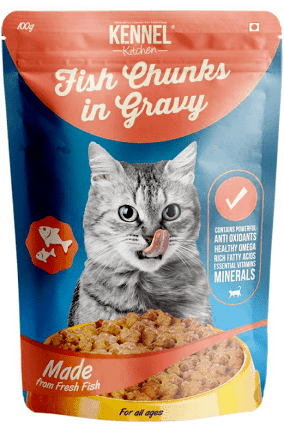 100g
KENNEL
Kitchen
Fish Chunks
in Gravy
CONTAINS POWERFUL
ANTI OXIDANTS
HEALTHY OMEGA
RICH FATTY ACIDS
ESSENTIAL VITAMINS
MINERALS
Made
from Fresh Fish
For all ages